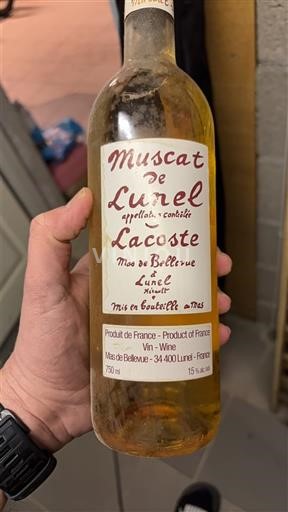 Muscat
de
Lunel
appellation contrôlée
Lacoste
Mas de Bellevue
à
Lunel
Hérault
Mis en bouteille au Mas
Produit de France - Product of France
Vin - Wine
Mas de Bellevue - 34 400 Lunel - France
750 ml
15 % alc./vol.